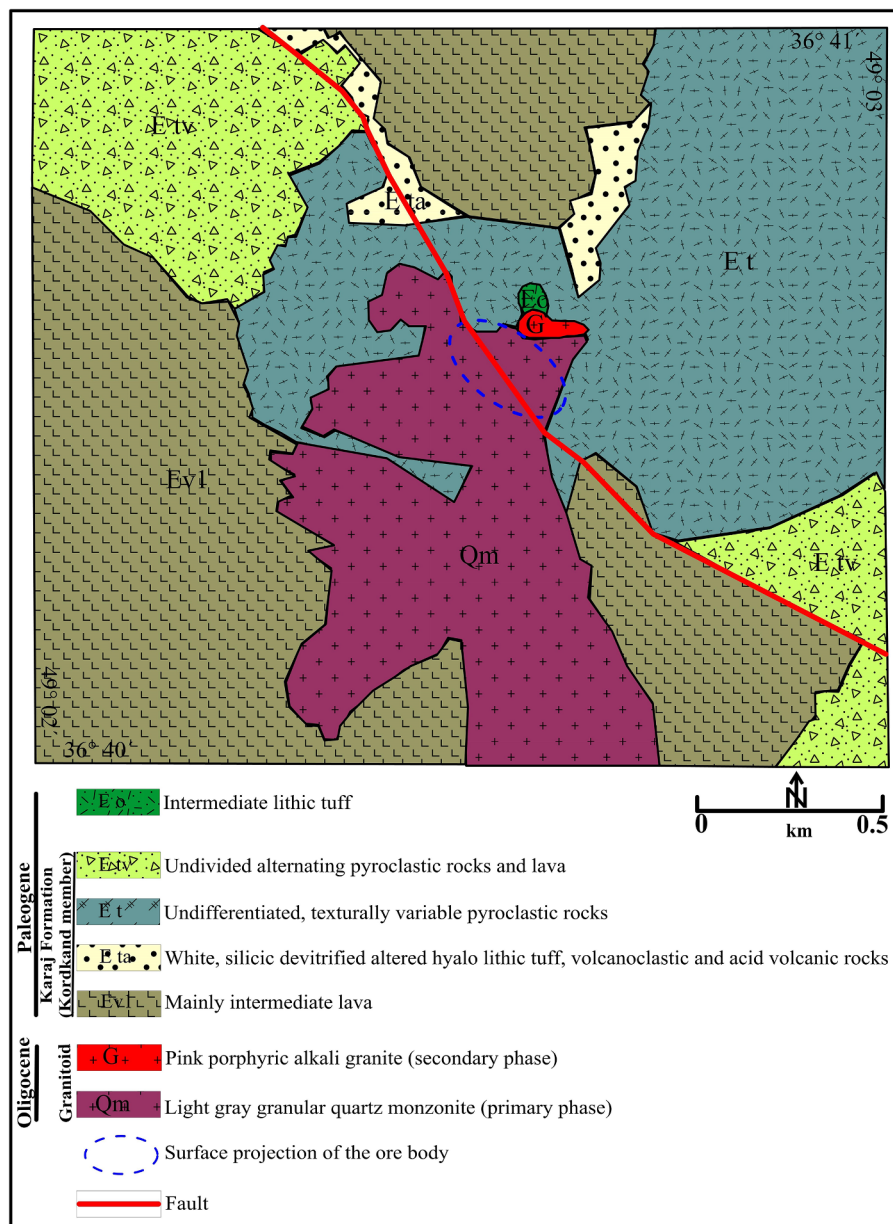 36° 41´
49° 03´
E tv
E ta
E t
Eo
G
Ev1
Qm
E tv
49° 02´
36° 40´
N
0 0.5
km
Paleogene
Karaj Formation
(Kordkand member)
E o Intermediate lithic tuff
E tv Undivided alternating pyroclastic rocks and lava
E t Undifferentiated, texturally variable pyroclastic rocks
E ta White, silicic devitrified altered hyalo lithic tuff, volcanoclastic and acid volcanic rocks
Ev1 Mainly intermediate lava
Oligocene
Granitoid
G Pink porphyric alkali granite (secondary phase)
Qm Light gray granular quartz monzonite (primary phase)
Surface projection of the ore body
Fault